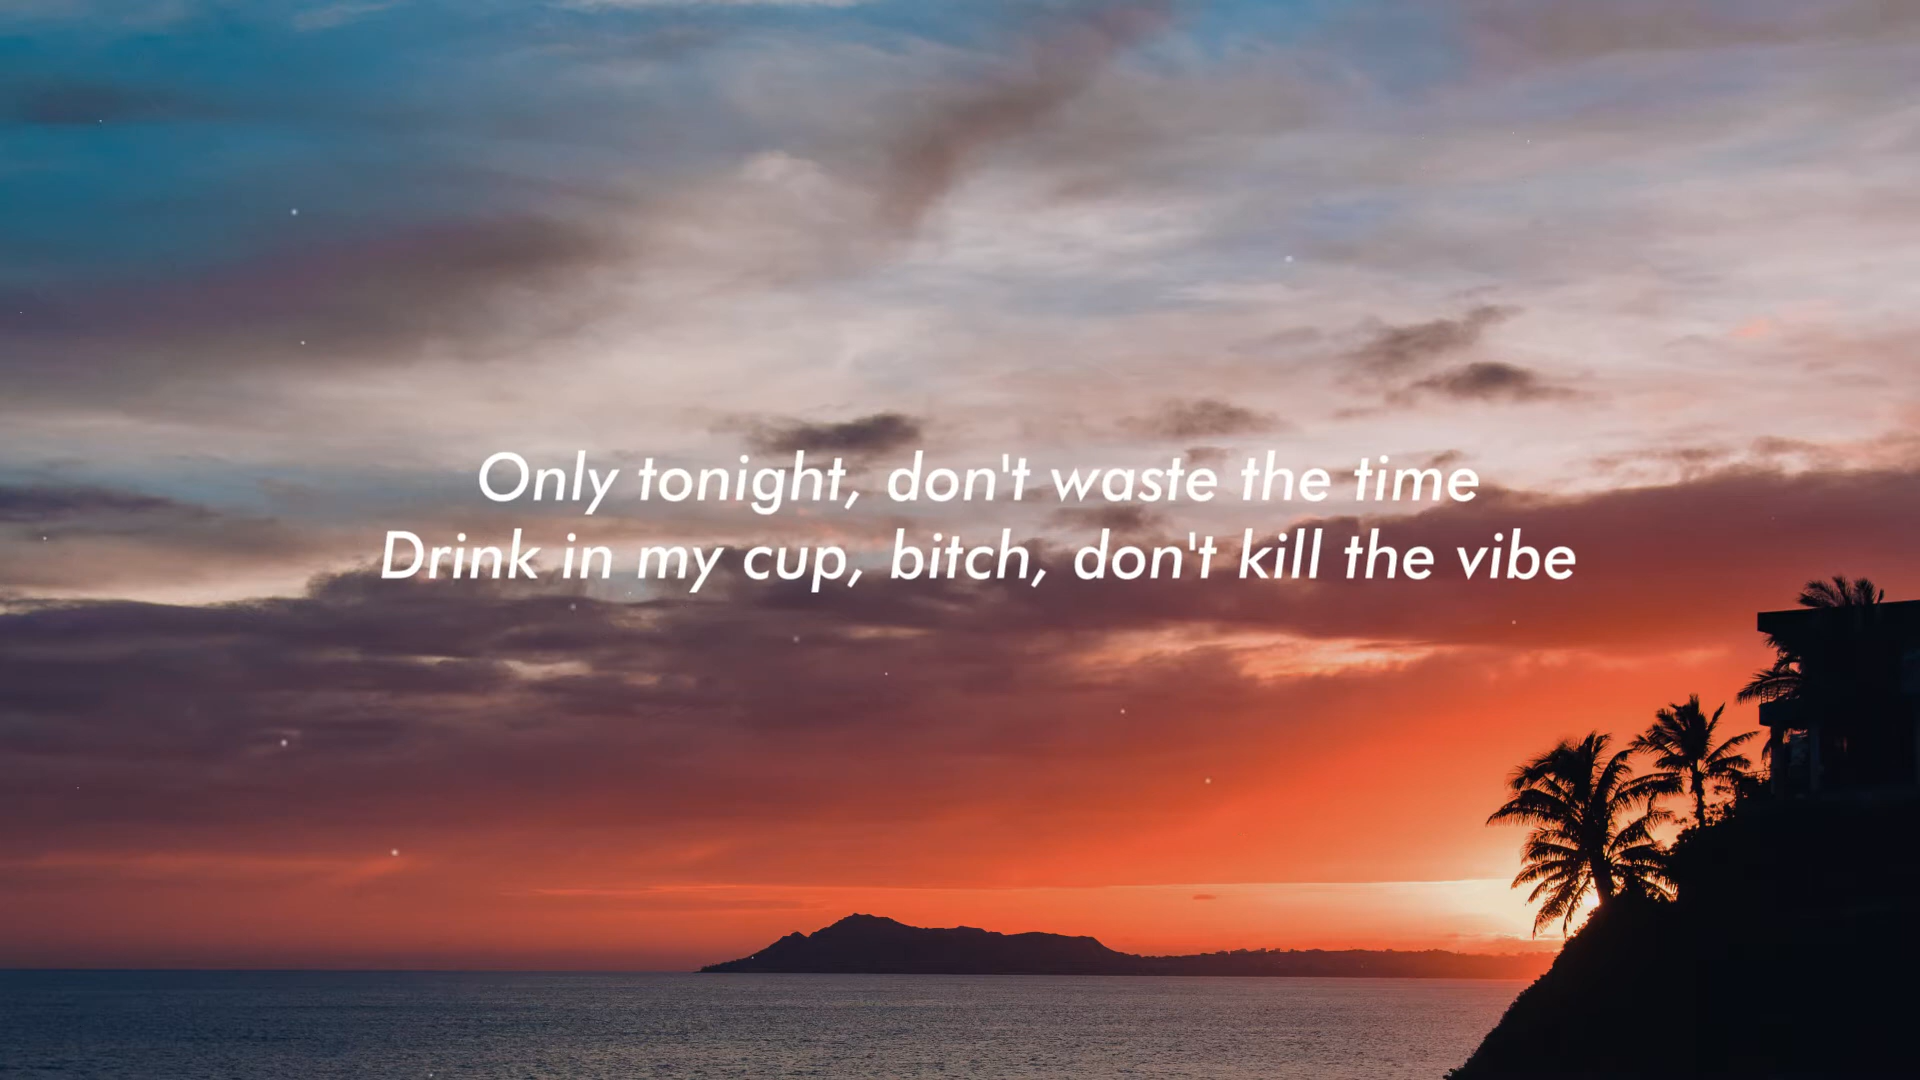 Only tonight, don't waste the time
Drink in my cup, bitch, don't kill the vibe